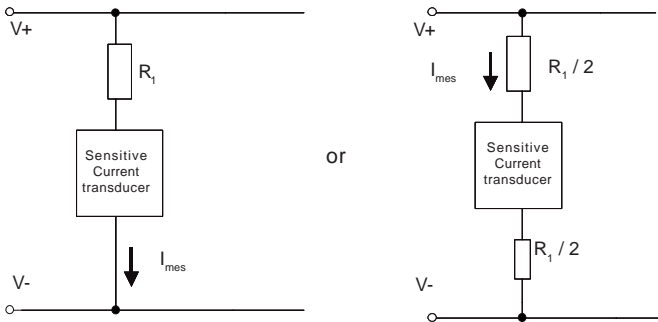 V+
R1
Sensitive
Current
transducer
Imes
V-
or
V+
Imes
R1 / 2
Sensitive
Current
transducer
R1 / 2
V-